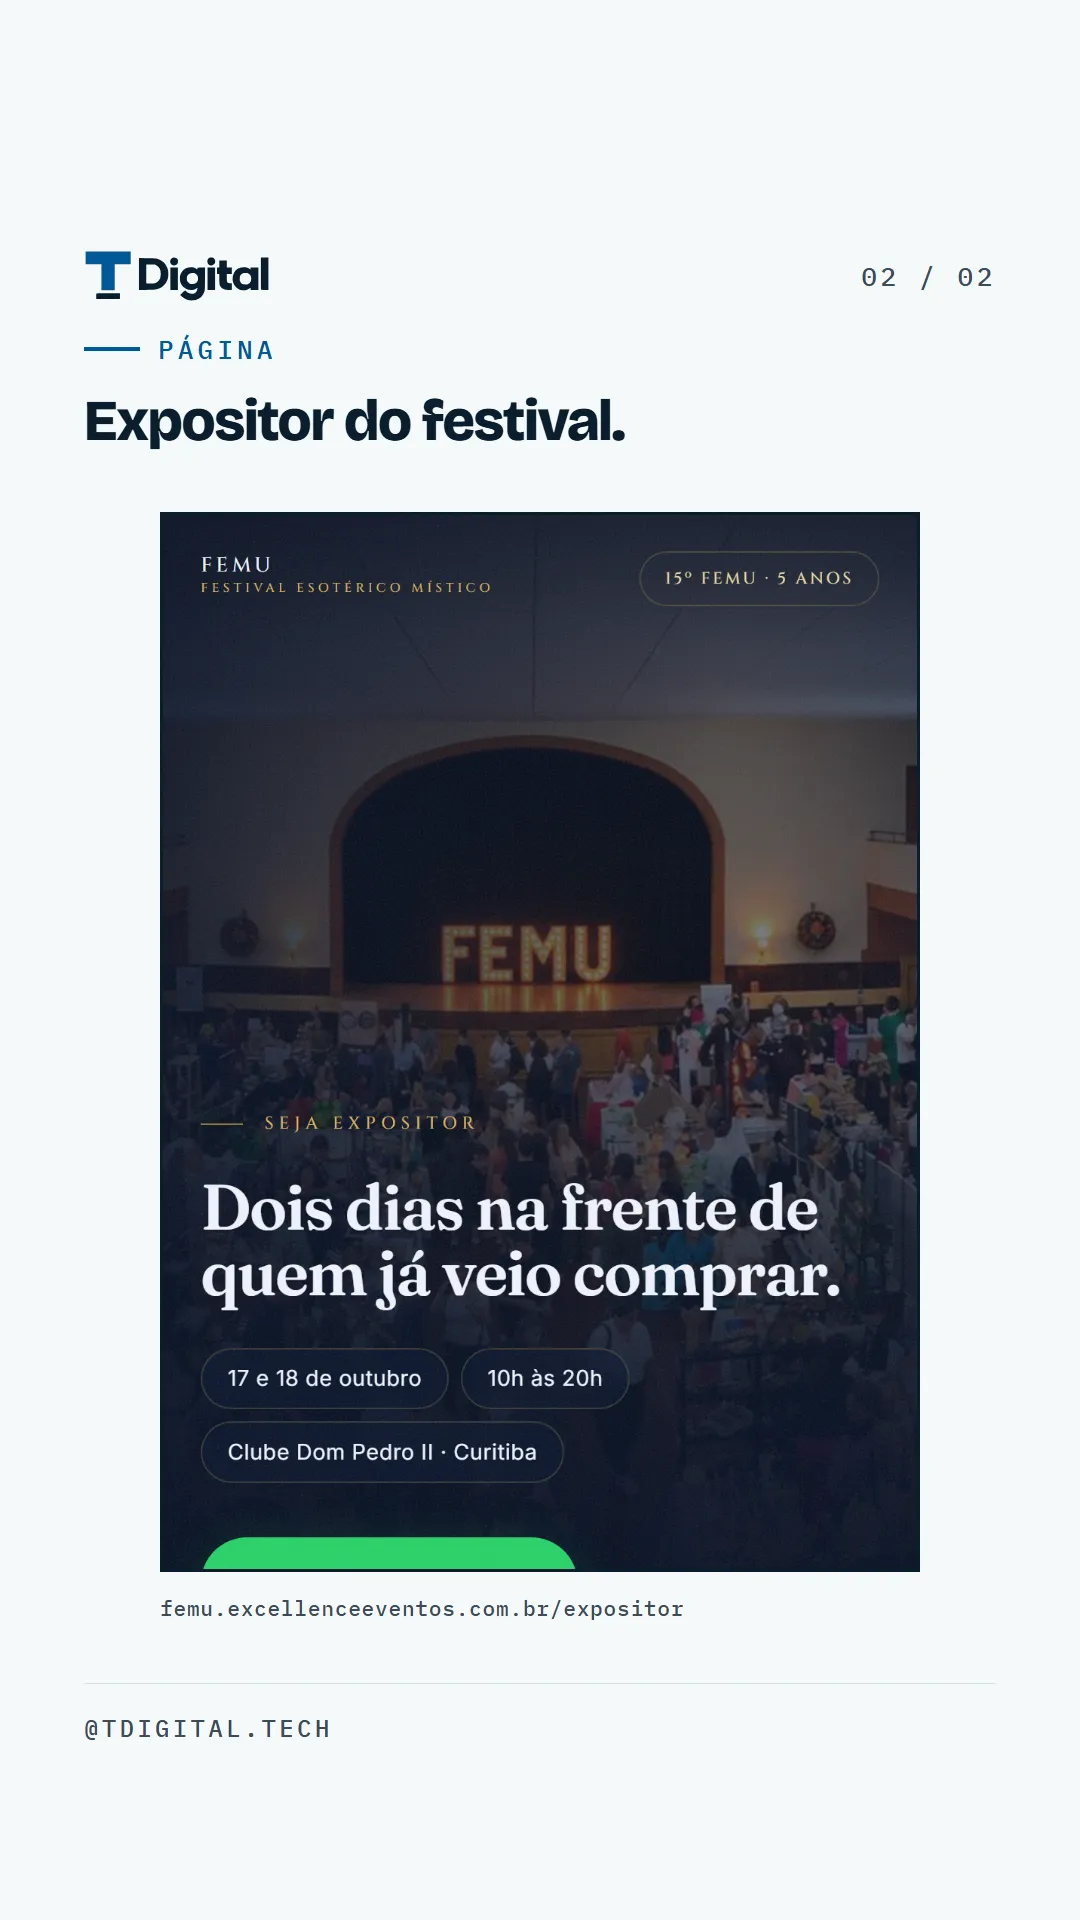 T Digital
02 / 02
PÁGINA
Expositor do festival.
FEMU
FESTIVAL ESOTÉRICO MÍSTICO
15º FEMU · 5 ANOS
FEMU
SEJA EXPOSITOR
Dois dias na frente de
quem já veio comprar.
17 e 18 de outubro
10h às 20h
Clube Dom Pedro II · Curitiba
femu.excellenceeventos.com.br/expositor
@TDIGITAL.TECH